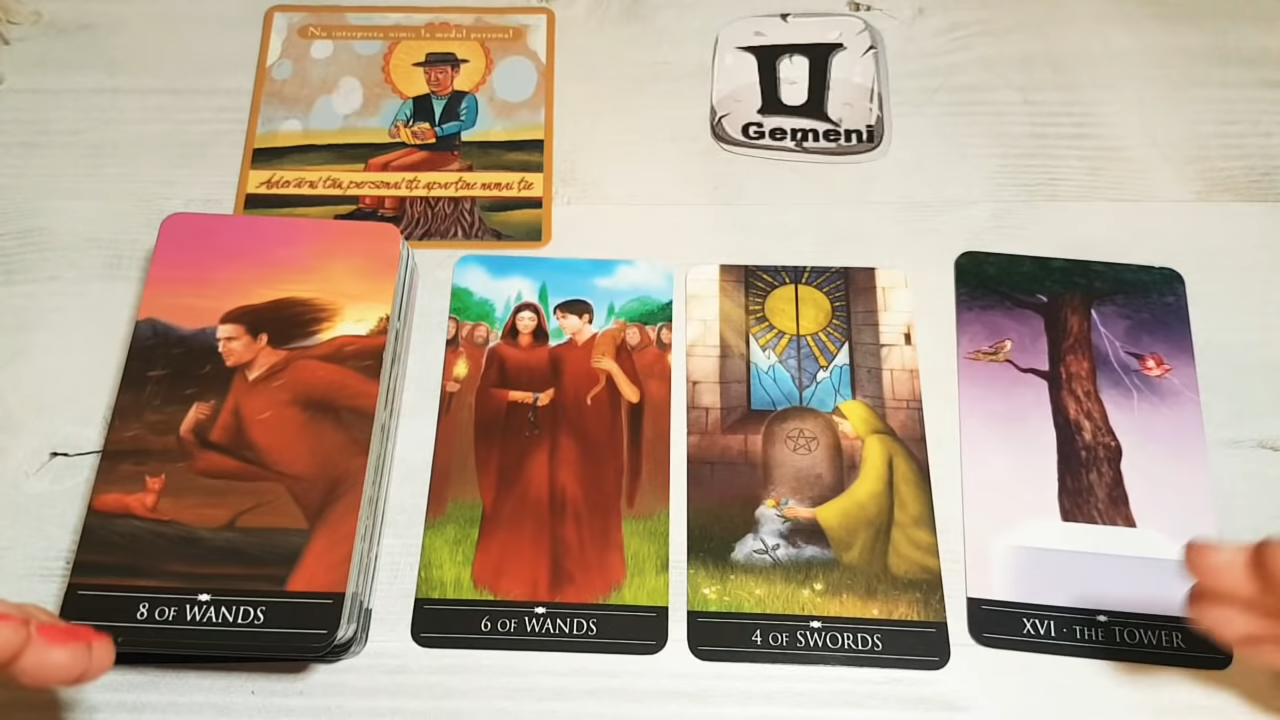 Nu interpreta nimic la modul personal
Adevărul tău personal îți aparține numai ție
Gemeni
8 OF WANDS
6 OF WANDS
4 OF SWORDS
XVI · THE TOWER